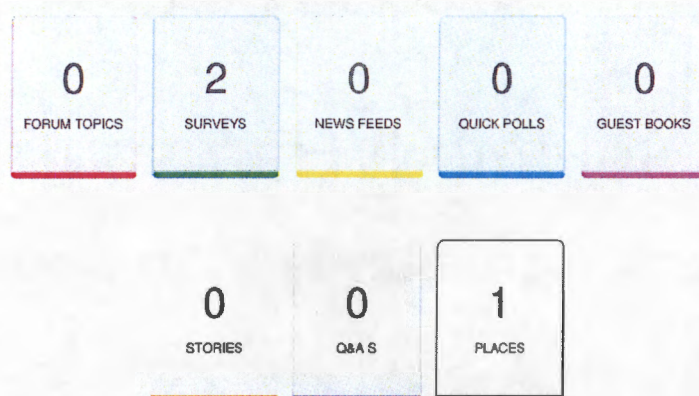 0 2 0 0 0
FORUM TOPICS SURVEYS NEWS FEEDS QUICK POLLS GUEST BOOKS
0 0 1
STORIES Q&A S PLACES